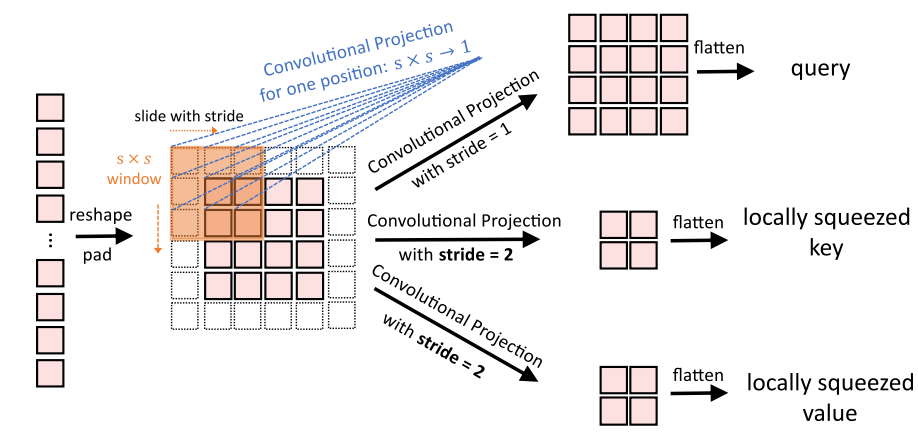 Convolutional Projection
for one position: s × s → 1
slide with stride
s × s
window
reshape
pad
...
Convolutional Projection
with stride = 1
flatten
query
Convolutional Projection
with stride = 2
flatten
locally squeezed
key
Convolutional Projection
with stride = 2
flatten
locally squeezed
value